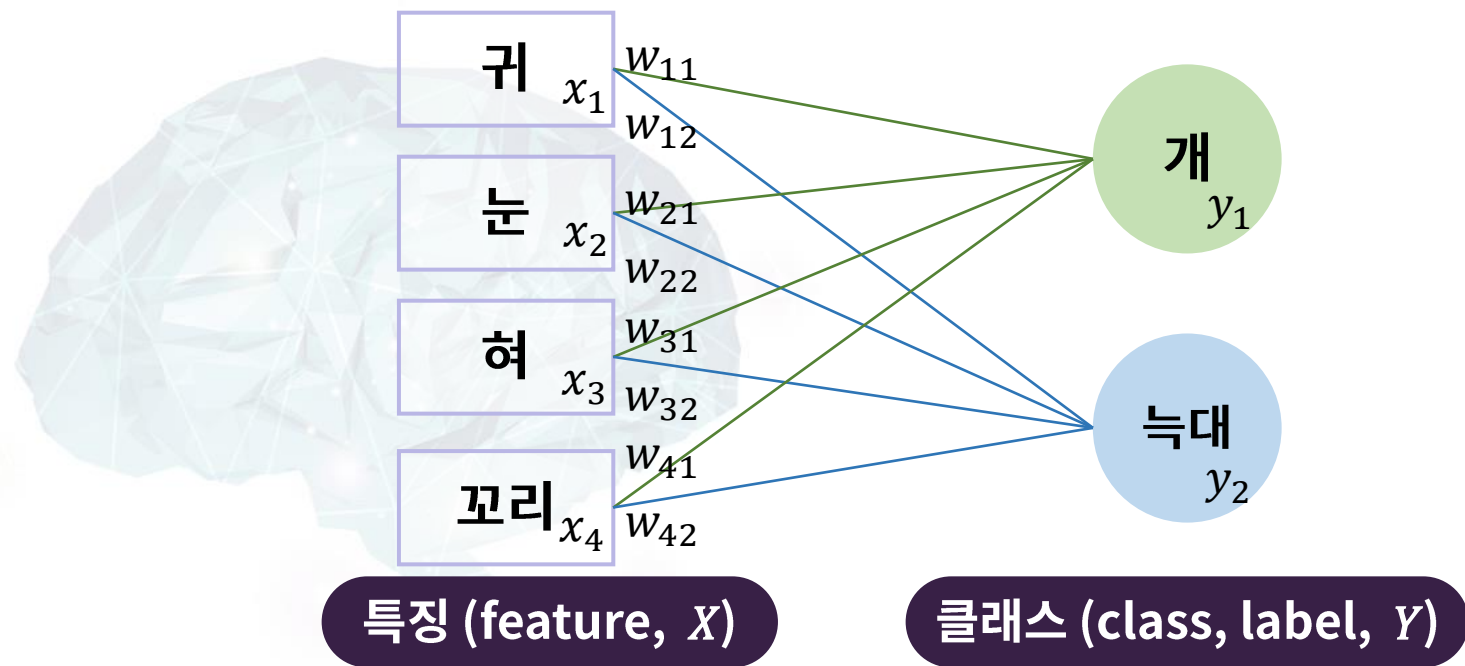 귀
x₁
w₁₁
w₁₂
눈
x₂
w₂₁
w₂₂
혀
x₃
w₃₁
w₃₂
꼬리
x₄
w₄₁
w₄₂
개
y₁
늑대
y₂
특징 (feature, X)
클래스 (class, label, Y)